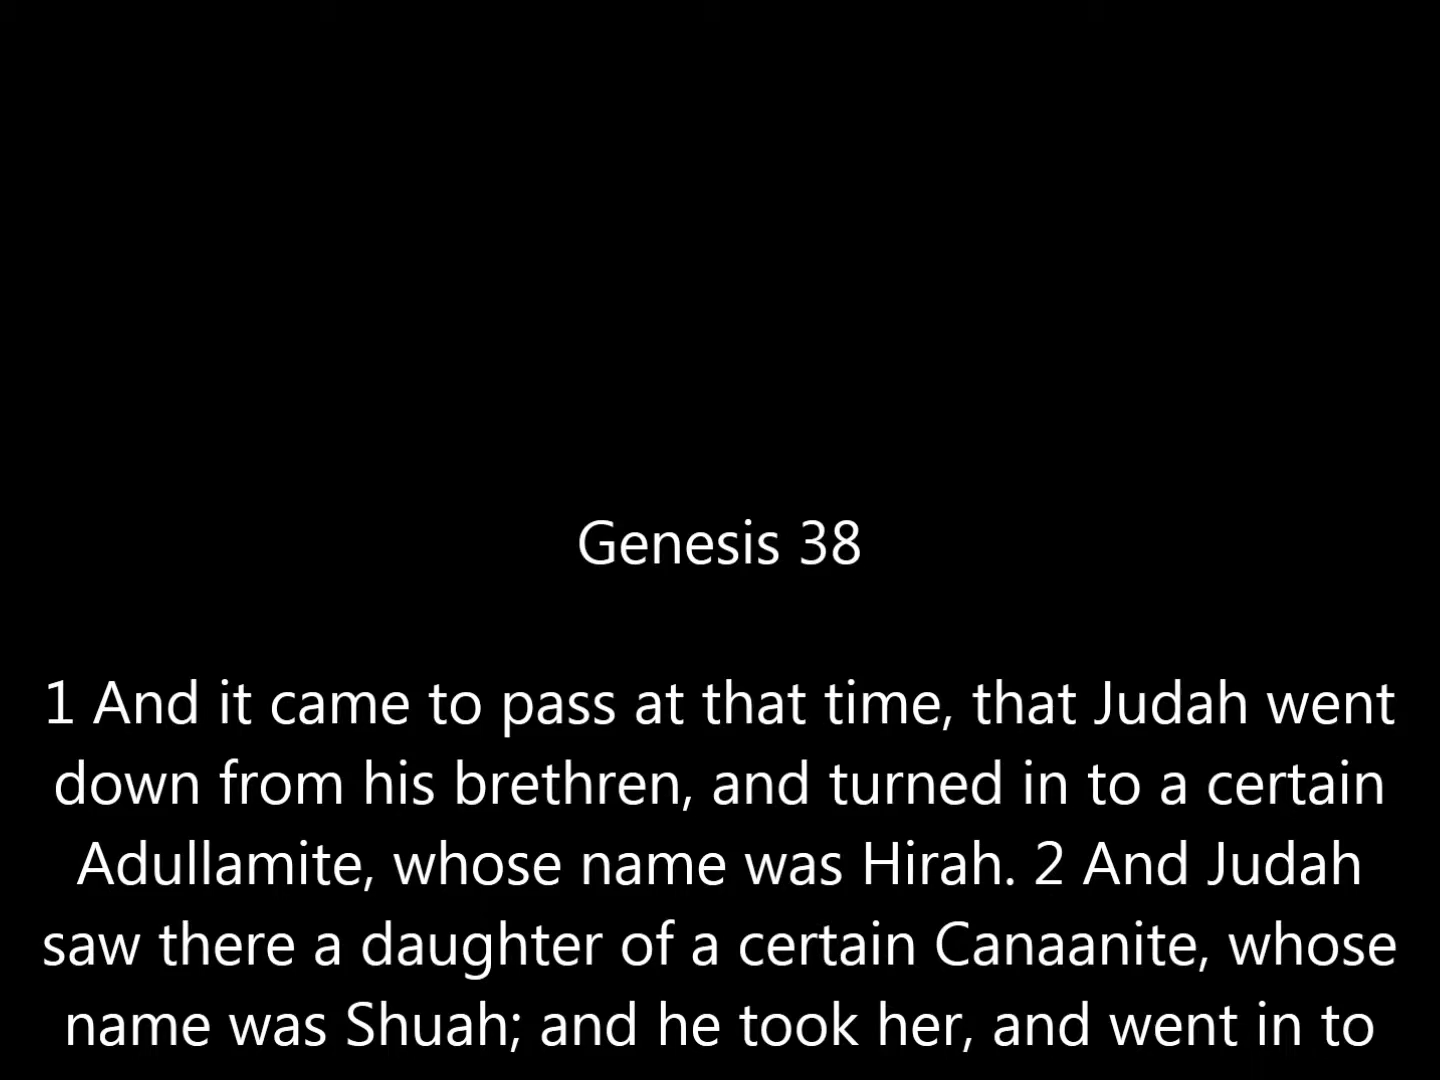 Genesis 38
1 And it came to pass at that time, that Judah went
down from his brethren, and turned in to a certain
Adullamite, whose name was Hirah. 2 And Judah
saw there a daughter of a certain Canaanite, whose
name was Shuah; and he took her, and went in to